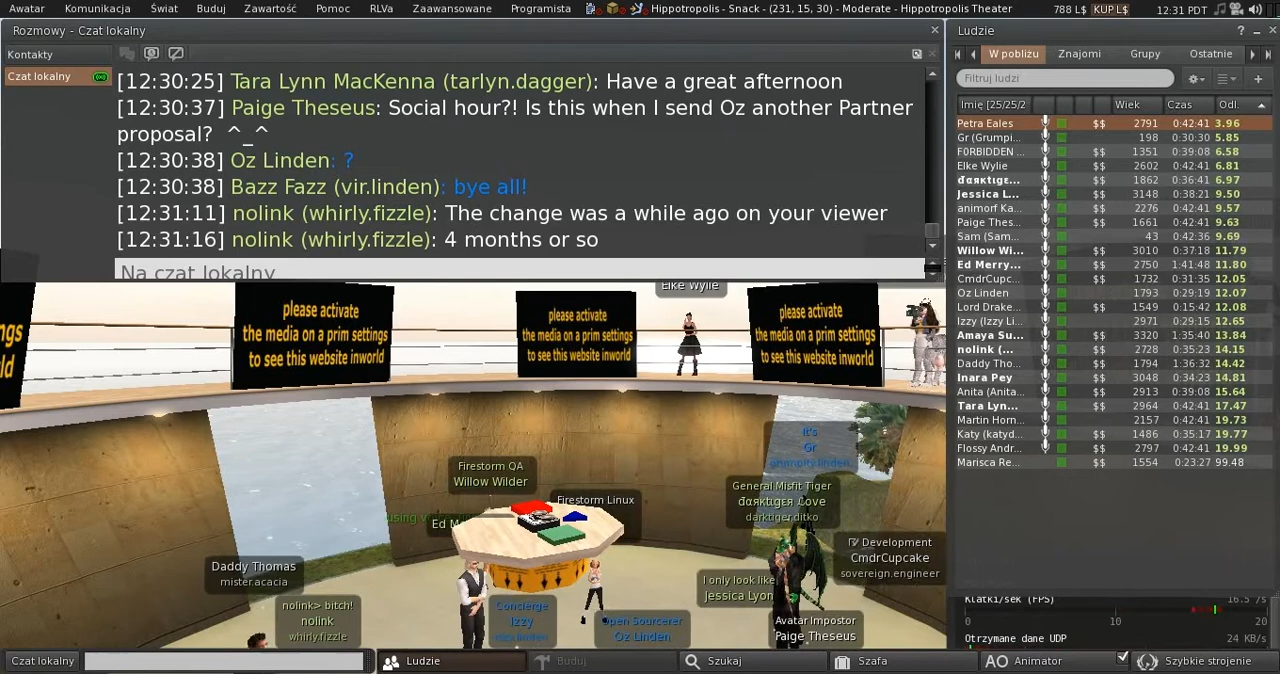 Awatar Komunikacja Świat Buduj Zawartość Pomoc RLVa Zaawansowane Programista Hippotropolis - Snack - (231, 15, 30) - Moderate - Hippotropolis Theater 788 L$ KUP L$ 12:31 PDT
Rozmowy - Czat lokalny
Kontakty
Czat lokalny
[12:30:25] Tara Lynn MacKenna (tarlyn.dagger): Have a great afternoon
[12:30:37] Paige Theseus: Social hour?! Is this when I send Oz another Partner
proposal? ^_^
[12:30:38] Oz Linden: ?
[12:30:38] Bazz Fazz (vir.linden): bye all!
[12:31:11] nolink (whirly.fizzle): The change was a while ago on your viewer
[12:31:16] nolink (whirly.fizzle): 4 months or so
Na czat lokalny
Ludzie
W pobliżu Znajomi Grupy Ostatnie
Filtruj ludzi
Imię [25/25/2 Wiek Czas Odl.
Petra Eales $$ 2791 0:42:41 3.96
Gr (Grumpi... 198 0:30:30 5.85
FORBIDDEN ... $$ 1351 0:39:08 6.58
Elke Wylie $$ 2602 0:42:41 6.81
đαяктιgε... $$ 1862 0:36:41 6.97
Jessica L... $$ 3148 0:38:21 9.50
animorf Ka... $$ 2276 0:42:41 9.57
Paige Thes... $$ 1661 0:42:41 9.63
Sam (Sam... 43 0:42:36 9.69
Willow Wi... $$ 3010 0:37:18 11.79
Ed Merry... $$ 2750 1:41:48 11.80
CmdrCupc... $$ 1732 0:31:35 12.05
Oz Linden 1793 0:29:19 12.07
Lord Drake... $$ 1549 0:15:42 12.08
Izzy (Izzy Li... 2971 0:29:15 12.65
Amaya Su... $$ 3320 1:35:40 13.84
nolink (... $$ 2728 0:35:23 14.15
Daddy Tho... $$ 1794 1:36:32 14.42
Inara Pey $$ 3048 0:34:23 14.81
Anita (Anita... $$ 2913 0:39:08 15.64
Tara Lyn... $$ 2964 0:42:41 17.47
Martin Horn... 2157 0:42:41 19.73
Katy (katyd... $$ 1486 0:35:17 19.77
Flossy Andr... $$ 2797 0:42:41 19.99
Marisca Re... $$ 1554 0:23:27 99.48
Klatki/sek (FPS) 16.5 /s
0 10 20
Otrzymane dane UDP 24 KB/s
Elke Wylie
please activate
the media on a prim settings
to see this website inworld
please activate
the media on a prim settings
to see this website inworld
please activate
the media on a prim settings
to see this website inworld
It's
Gr
Firestorm QA
Willow Wilder
Firestorm Linux
General Misfit Tiger
đαяктιgεя Cove
darktiger.ditko
using
Ed
Development
CmdrCupcake
sovereign.engineer
Daddy Thomas
mister.acacia
I only look like
Jessica Lyon
nolink> bitch!
nolink
whirly.fizzle
Concierge
Izzy
Open Sourcerer
Oz Linden
Avatar Impostor
Paige Theseus
Czat lokalny Ludzie Buduj Szukaj Szafa AO Animator Szybkie strojenie